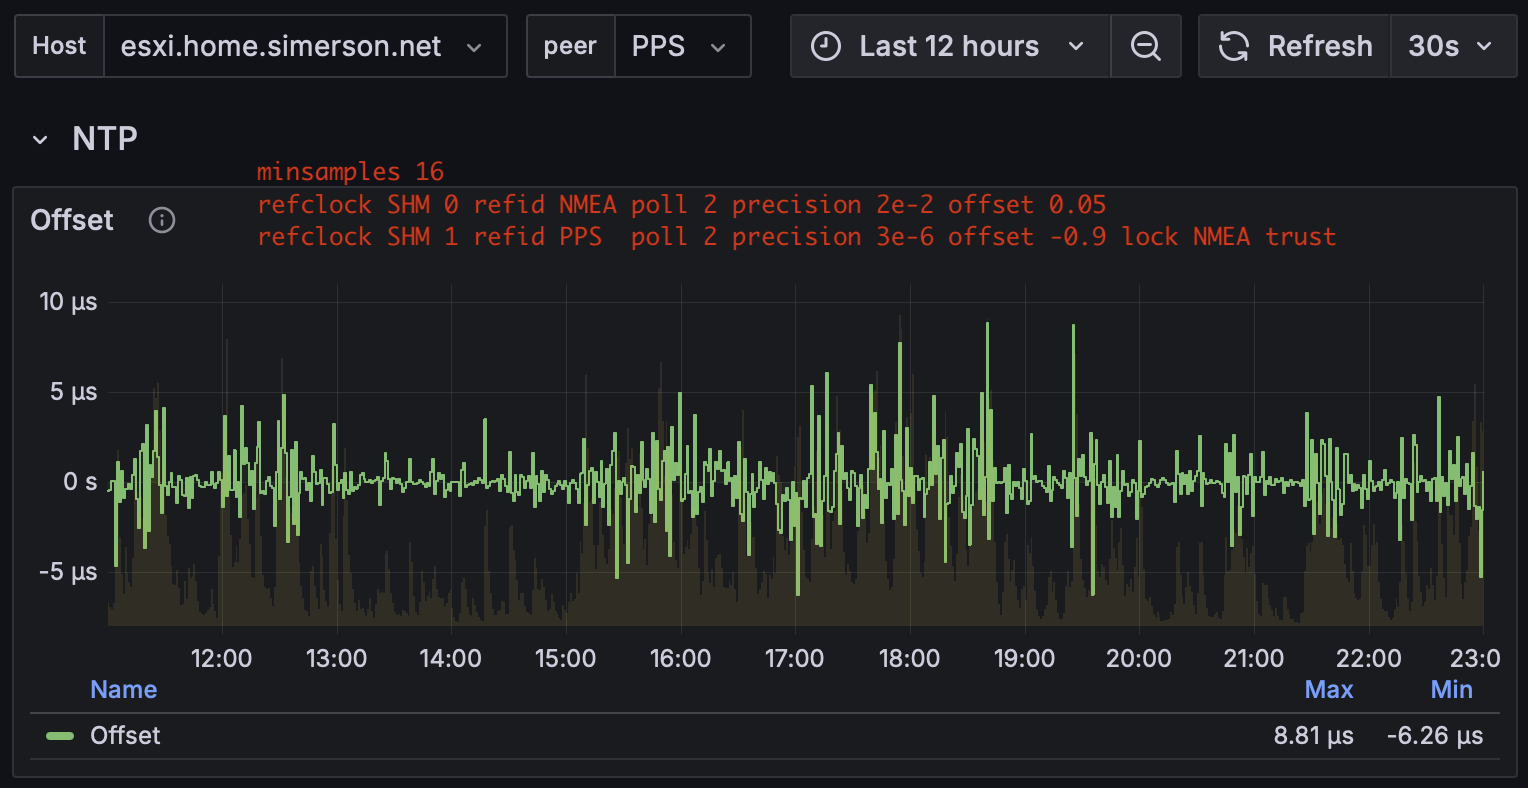 Host esxi.home.simerson.net peer PPS Last 12 hours Refresh 30s
NTP
minsamples 16
Offset
refclock SHM 0 refid NMEA poll 2 precision 2e-2 offset 0.05
refclock SHM 1 refid PPS  poll 2 precision 3e-6 offset -0.9 lock NMEA trust
10 µs
5 µs
0 s
-5 µs
12:00 13:00 14:00 15:00 16:00 17:00 18:00 19:00 20:00 21:00 22:00 23:0
Name Max Min
Offset 8.81 µs -6.26 µs